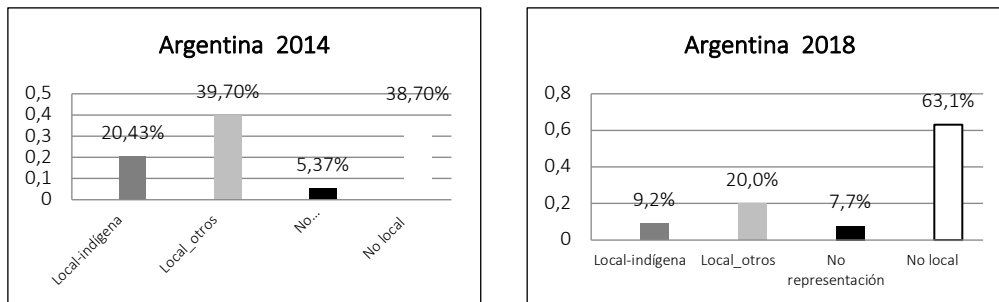 Argentina 2014
0,5
0,4
0,3
0,2
0,1
0
20,43%
39,70%
5,37%
38,70%
Local-indígena
Local_otros
No...
No local
Argentina 2018
0,8
0,6
0,4
0,2
0
9,2%
20,0%
7,7%
63,1%
Local-indígena
Local_otros
No
representación
No local